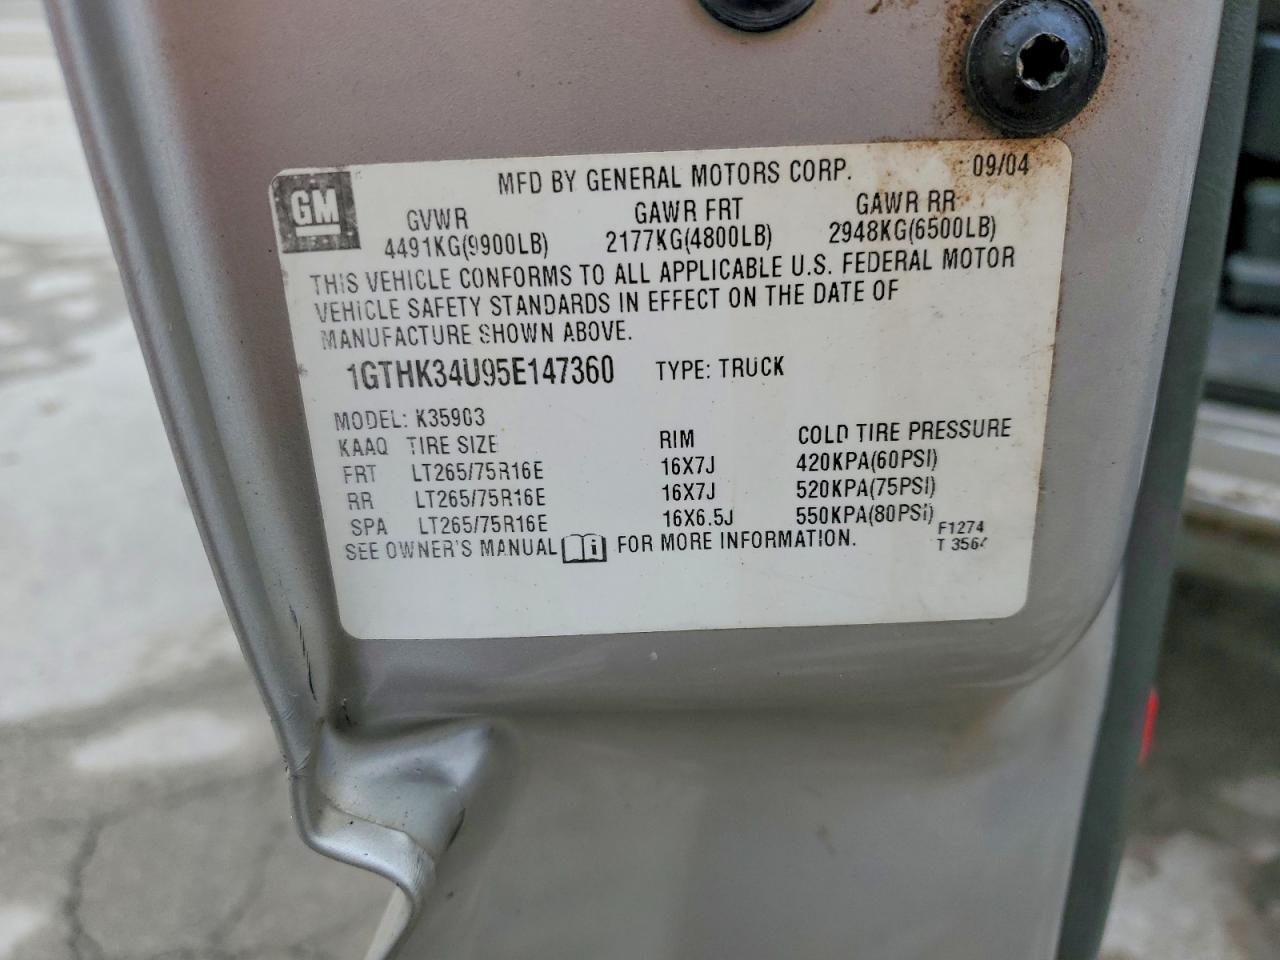 GM
MFD BY GENERAL MOTORS CORP. 09/04
GVWR GAWR FRT GAWR RR
4491KG(9900LB) 2177KG(4800LB) 2948KG(6500LB)
THIS VEHICLE CONFORMS TO ALL APPLICABLE U.S. FEDERAL MOTOR
VEHICLE SAFETY STANDARDS IN EFFECT ON THE DATE OF
MANUFACTURE SHOWN ABOVE.
1GTHK34U95E147360 TYPE: TRUCK
MODEL: K35903
KAAQ TIRE SIZE RIM COLD TIRE PRESSURE
FRT LT265/75R16E 16X7J 420KPA(60PSI)
RR LT265/75R16E 16X7J 520KPA(75PSI)
SPA LT265/75R16E 16X6.5J 550KPA(80PSI)
SEE OWNER'S MANUAL i FOR MORE INFORMATION.
F1274
T 3564